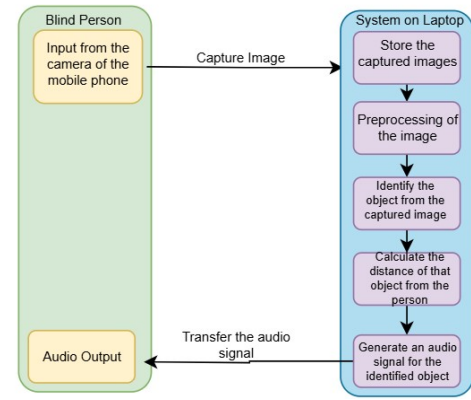 Blind Person
System on Laptop
Input from the
camera of the
mobile phone
Capture Image
Store the
captured images
Preprocessing of
the image
Identify the
object from the
captured image
Calculate the
distance of that
object from the
person
Generate an audio
signal for the
identified object
Transfer the audio
signal
Audio Output